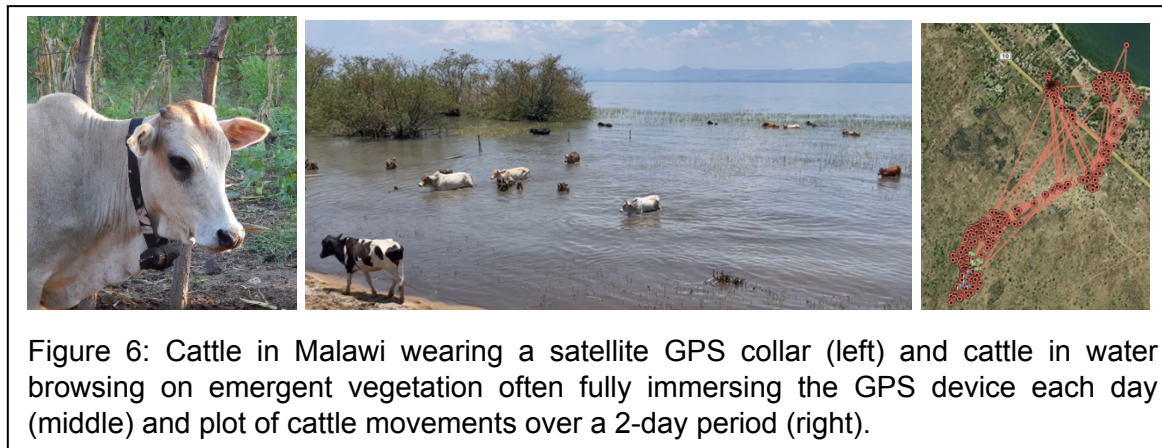 18
Figure 6: Cattle in Malawi wearing a satellite GPS collar (left) and cattle in water
browsing on emergent vegetation often fully immersing the GPS device each day
(middle) and plot of cattle movements over a 2-day period (right).